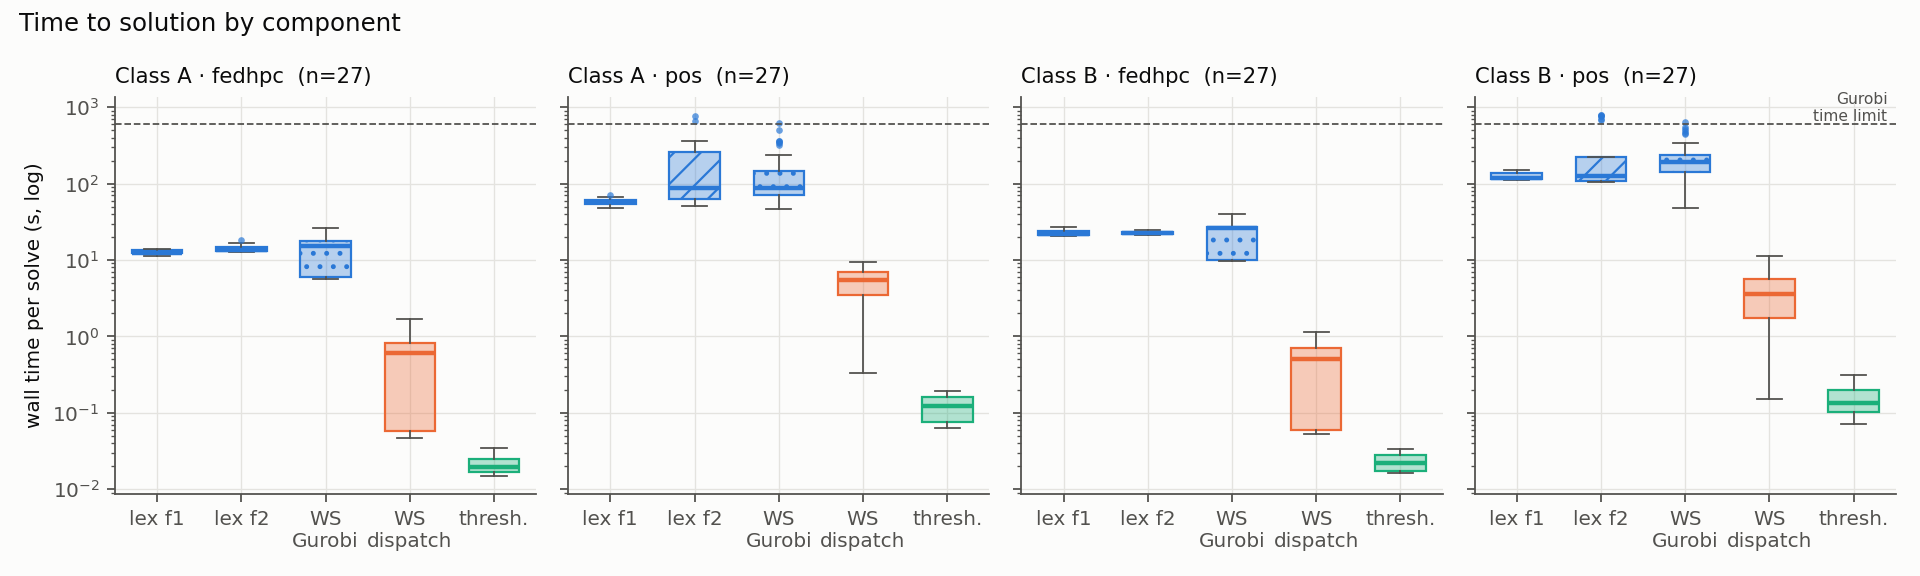 Time to solution by component
Class A · fedhpc  (n=27)
Class A · pos  (n=27)
Class B · fedhpc  (n=27)
Class B · pos  (n=27)
wall time per solve (s, log)
10³
10²
10¹
10⁰
10⁻¹
10⁻²
Gurobi
time limit
lex f1
lex f2
WS
Gurobi
WS
dispatch
thresh.
lex f1
lex f2
WS
Gurobi
WS
dispatch
thresh.
lex f1
lex f2
WS
Gurobi
WS
dispatch
thresh.
lex f1
lex f2
WS
Gurobi
WS
dispatch
thresh.